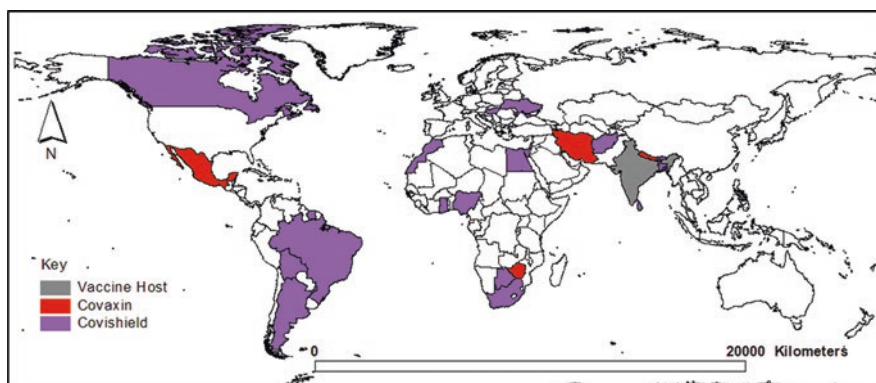 N
Key
Vaccine Host
Covaxin
Covishield
0 20000 Kilometers